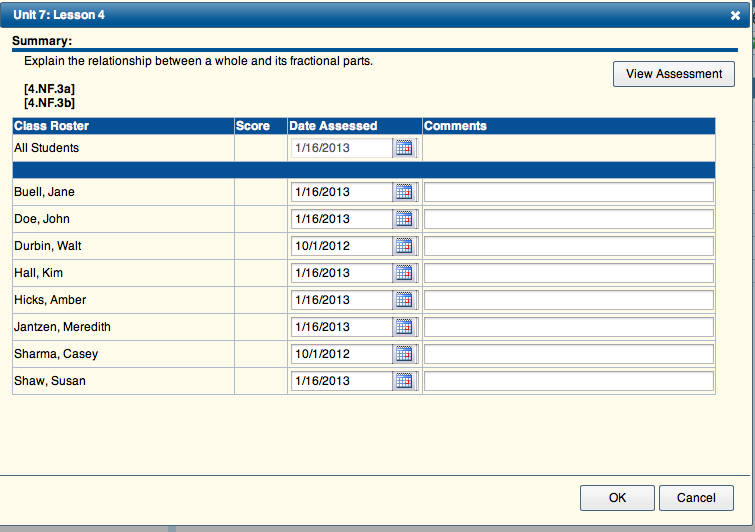 Unit 7: Lesson 4
Summary:
Explain the relationship between a whole and its fractional parts.
View Assessment
[4.NF.3a]
[4.NF.3b]
Class Roster Score Date Assessed Comments
All Students 1/16/2013
Buell, Jane 1/16/2013
Doe, John 1/16/2013
Durbin, Walt 10/1/2012
Hall, Kim 1/16/2013
Hicks, Amber 1/16/2013
Jantzen, Meredith 1/16/2013
Sharma, Casey 10/1/2012
Shaw, Susan 1/16/2013
OK Cancel